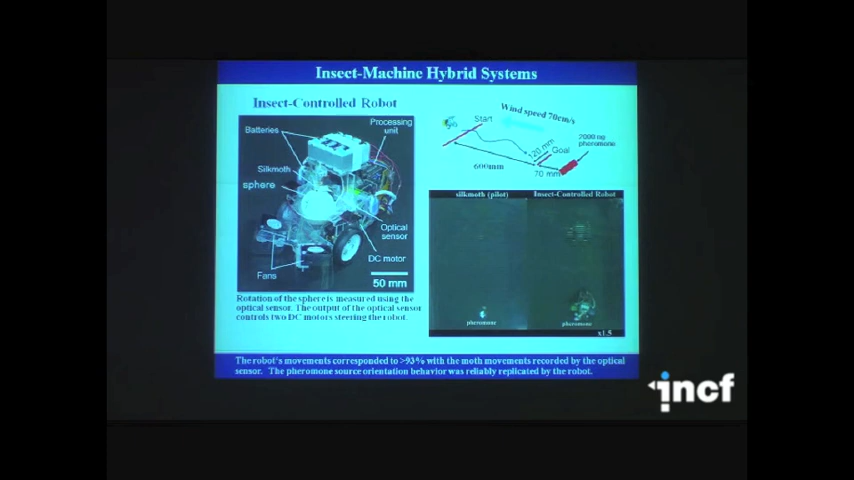 Insect-Machine Hybrid Systems
Insect-Controlled Robot
Batteries
Processing
unit
Silkmoth
sphere
Optical
sensor
DC motor
Fans
50 mm
Rotation of the sphere is measured using the
optical sensor. The output of the optical sensor
controls two DC motors steering the robot.
Wind speed 70cm/s
Start
120 mm
Goal
2000 ng
pheromone
600mm
70 mm
silkmoth (pilot)
Insect-Controlled Robot
pheromone
pheromone
x1.5
The robot's movements corresponded to >93% with the moth movements recorded by the optical
sensor. The pheromone source orientation behavior was reliably replicated by the robot.
incf